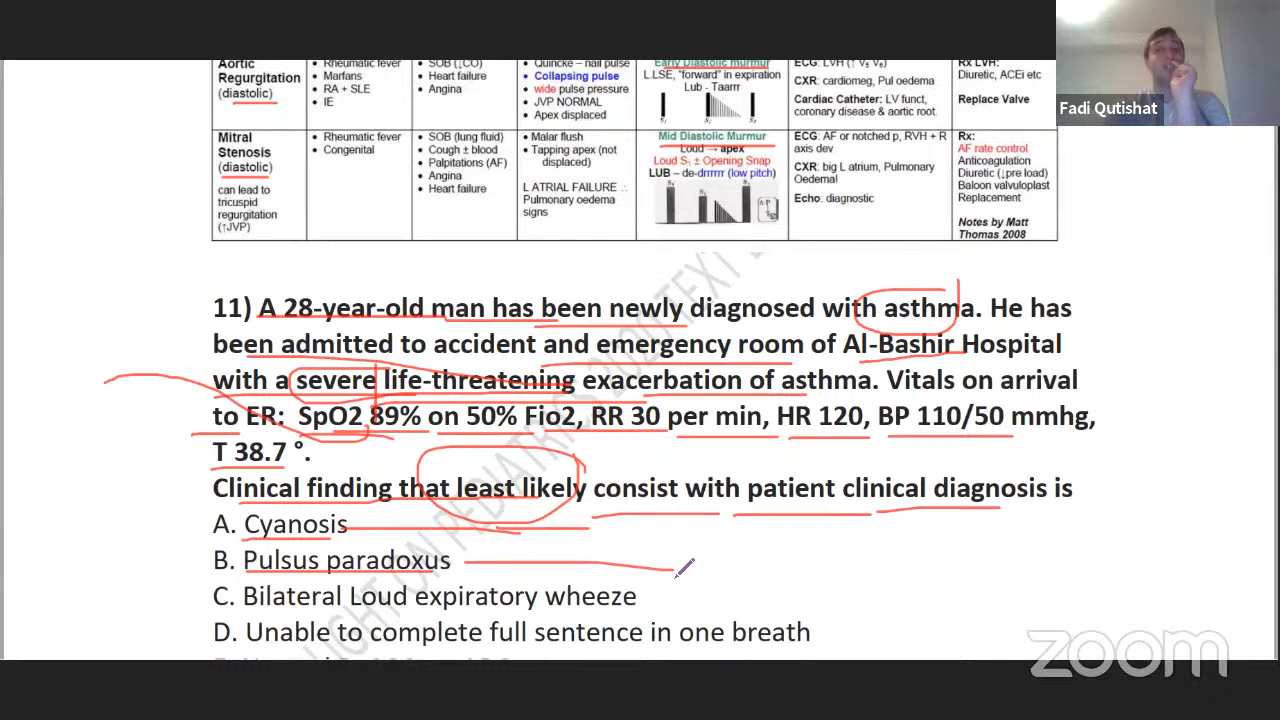 Aortic
Regurgitation
(diastolic)
• Rheumatic fever
• Marfans
• RA + SLE
• IE
• SOB (↓CO)
• Heart failure
• Angina
• Quincke – nail pulse
• Collapsing pulse
• wide pulse pressure
• JVP NORMAL
• Apex displaced
Early Diastolic murmur
L.LSE, "forward" in expiration
Lub - Taarrr
ECG: LVH (↑ V5 V6)
CXR: cardiomeg, Pul oedema
Cardiac Catheter: LV funct,
coronary disease & aortic root.
Rx LVH:
Diuretic, ACEi etc
Replace Valve
Mitral
Stenosis
(diastolic)
can lead to
tricuspid
regurgitation
(↑JVP)
• Rheumatic fever
• Congenital
• SOB (lung fluid)
• Cough ± blood
• Palpitations (AF)
• Angina
• Heart failure
• Malar flush
• Tapping apex (not
displaced)
L ATRIAL FAILURE ∴
Pulmonary oedema
signs
Mid Diastolic Murmur
Loud → apex
Loud S1 ± Opening Snap
LUB – de-drrrrrr (low pitch)
ECG: AF or notched p, RVH + R
axis dev
CXR: big L atrium, Pulmonary
Oedema!
Echo: diagnostic
Rx:
AF rate control
Anticoagulation
Diuretic (↓pre load)
Baloon valvuloplast
Replacement
Notes by Matt
Thomas 2008
Fadi Qutishat
11) A 28-year-old man has been newly diagnosed with asthma. He has
been admitted to accident and emergency room of Al-Bashir Hospital
with a severe life-threatening exacerbation of asthma. Vitals on arrival
to ER: SpO2 89% on 50% Fio2, RR 30 per min, HR 120, BP 110/50 mmhg,
T 38.7 °.
Clinical finding that least likely consist with patient clinical diagnosis is
A. Cyanosis
B. Pulsus paradoxus
C. Bilateral Loud expiratory wheeze
D. Unable to complete full sentence in one breath
zoom